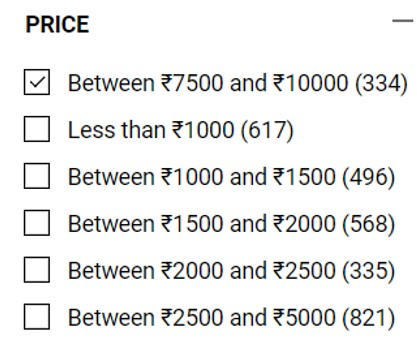 PRICE
Between ₹7500 and ₹10000 (334)
Less than ₹1000 (617)
Between ₹1000 and ₹1500 (496)
Between ₹1500 and ₹2000 (568)
Between ₹2000 and ₹2500 (335)
Between ₹2500 and ₹5000 (821)